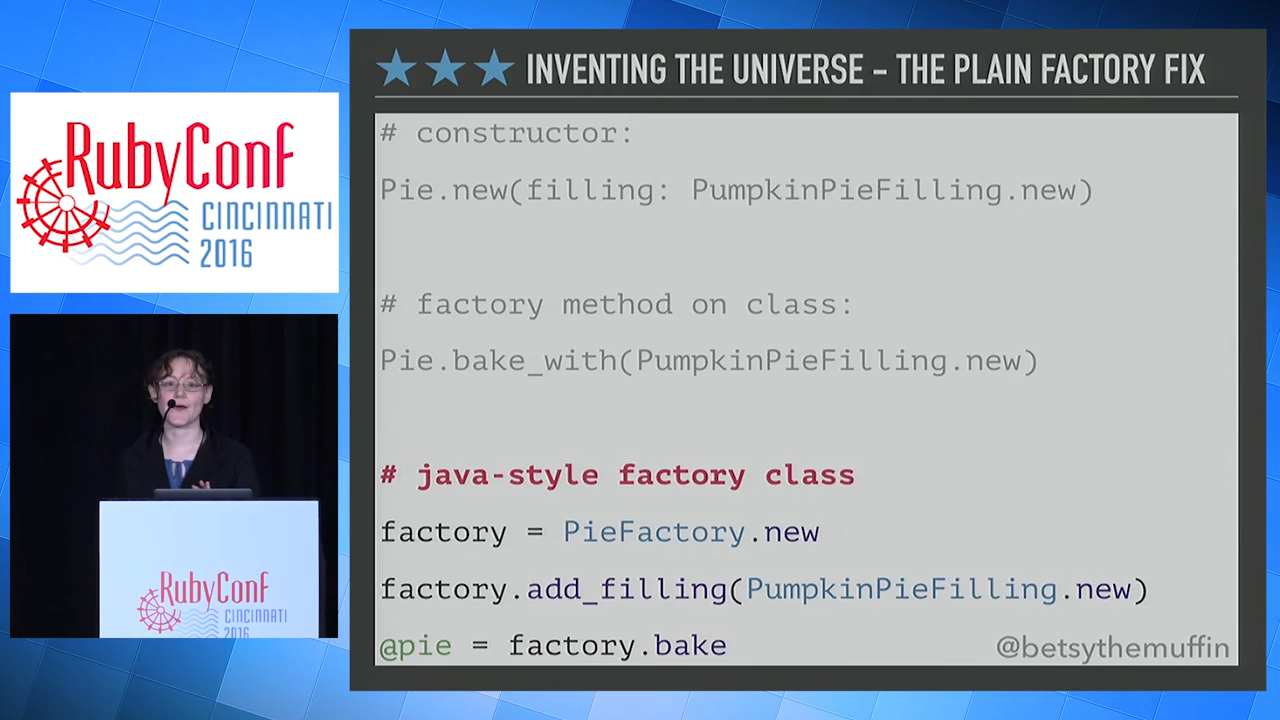 ★★★ INVENTING THE UNIVERSE – THE PLAIN FACTORY FIX
# constructor:
Pie.new(filling: PumpkinPieFilling.new)
# factory method on class:
Pie.bake_with(PumpkinPieFilling.new)
# java-style factory class
factory = PieFactory.new
factory.add_filling(PumpkinPieFilling.new)
@pie = factory.bake
@betsythemuffin
RubyConf
CINCINNATI
2016
RubyConf
CINCINNATI
2016